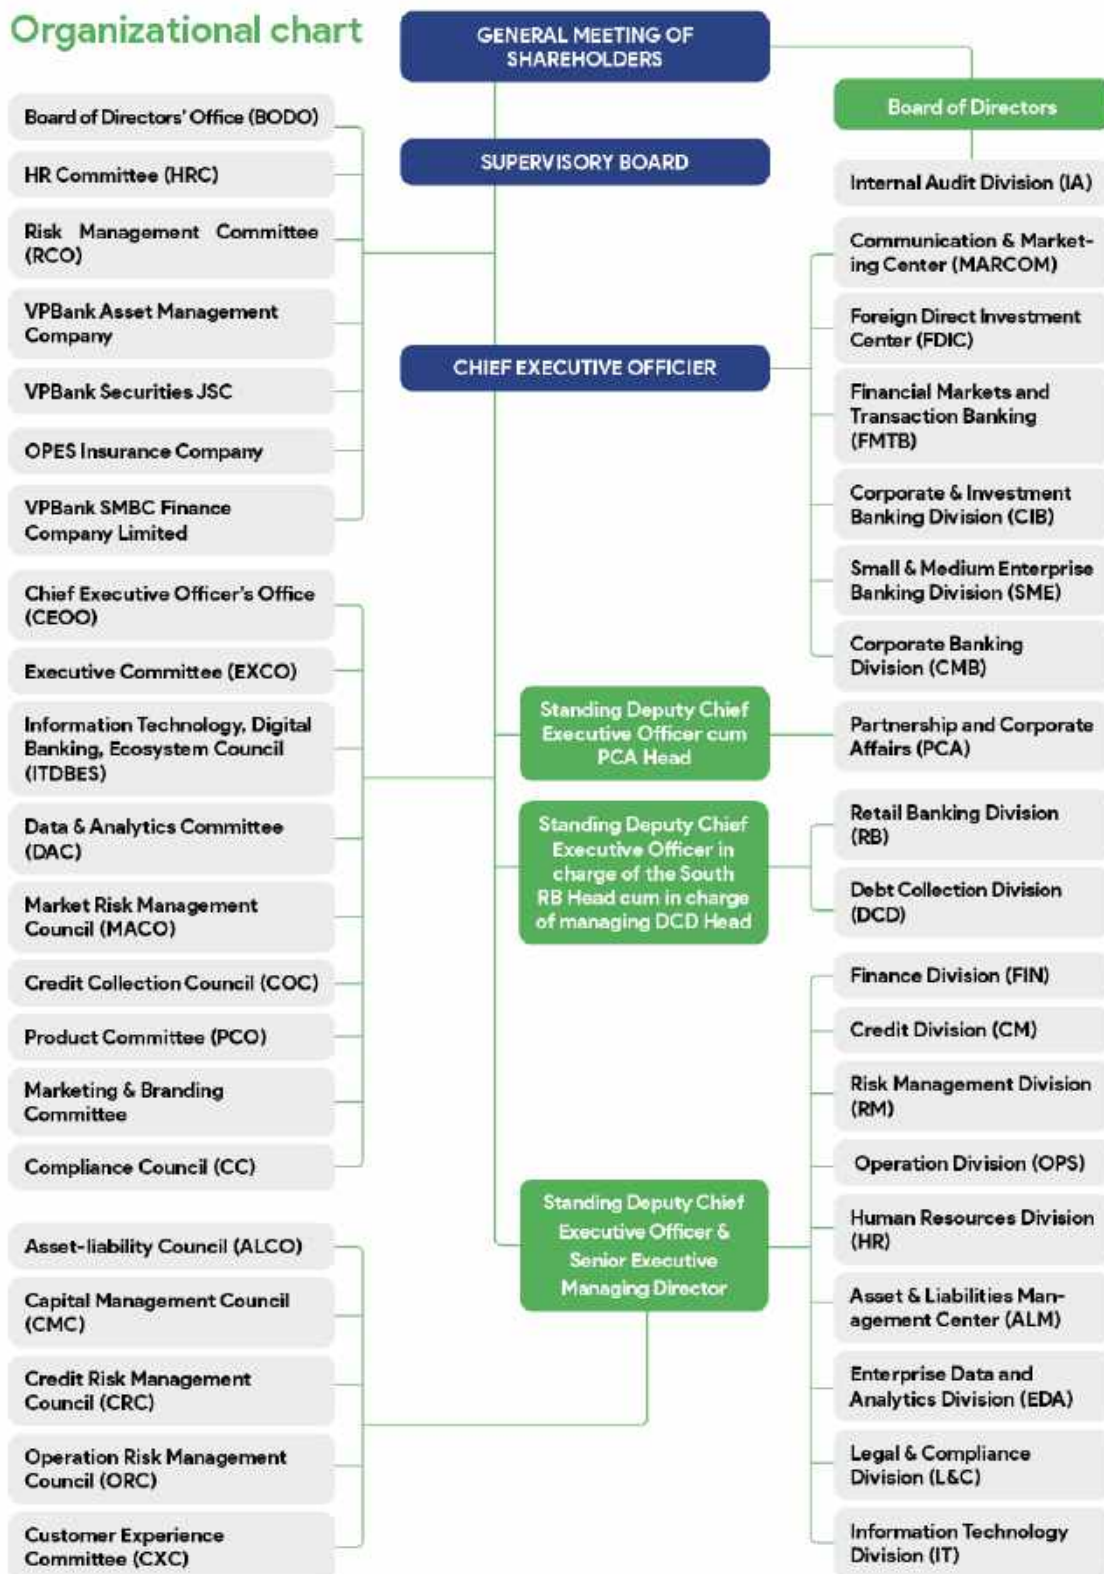 Organizational chart
GENERAL MEETING OF
SHAREHOLDERS
Board of Directors
Board of Directors' Office (BODO)
HR Committee (HRC)
Risk Management Committee
(RCO)
VPBank Asset Management
Company
VPBank Securities JSC
OPES Insurance Company
VPBank SMBC Finance
Company Limited
SUPERVISORY BOARD
CHIEF EXECUTIVE OFFICIER
Internal Audit Division (IA)
Communication & Market-
ing Center (MARCOM)
Foreign Direct Investment
Center (FDIC)
Financial Markets and
Transaction Banking
(FMTB)
Corporate & Investment
Banking Division (CIB)
Small & Medium Enterprise
Banking Division (SME)
Corporate Banking
Division (CMB)
Chief Executive Officer's Office
(CEOO)
Executive Committee (EXCO)
Information Technology, Digital
Banking, Ecosystem Council
(ITDBES)
Data & Analytics Committee
(DAC)
Market Risk Management
Council (MACO)
Credit Collection Council (COC)
Product Committee (PCO)
Marketing & Branding
Committee
Compliance Council (CC)
Standing Deputy Chief
Executive Officer cum
PCA Head
Partnership and Corporate
Affairs (PCA)
Standing Deputy Chief
Executive Officer in
charge of the South
RB Head cum in charge
of managing DCD Head
Retail Banking Division
(RB)
Debt Collection Division
(DCD)
Asset-liability Council (ALCO)
Capital Management Council
(CMC)
Credit Risk Management
Council (CRC)
Operation Risk Management
Council (ORC)
Customer Experience
Committee (CXC)
Standing Deputy Chief
Executive Officer &
Senior Executive
Managing Director
Finance Division (FIN)
Credit Division (CM)
Risk Management Division
(RM)
Operation Division (OPS)
Human Resources Division
(HR)
Asset & Liabilities Man-
agement Center (ALM)
Enterprise Data and
Analytics Division (EDA)
Legal & Compliance
Division (L&C)
Information Technology
Division (IT)